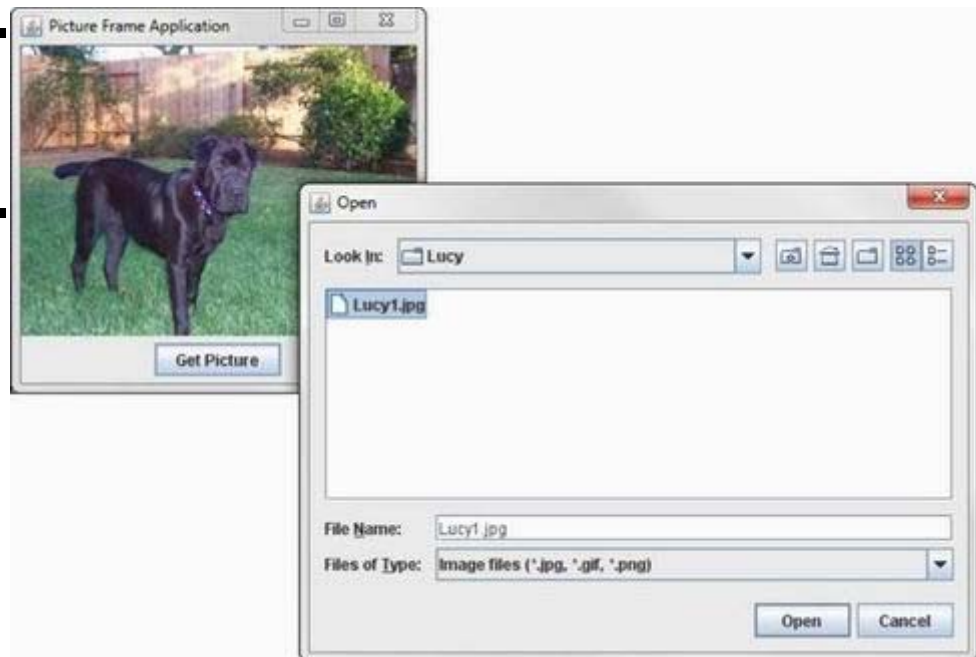 Picture Frame Application
Get Picture
Open
Look In: Lucy
Lucy1.jpg
File Name: Lucy1.jpg
Files of Type: Image files (*.jpg, *.gif, *.png)
Open Cancel